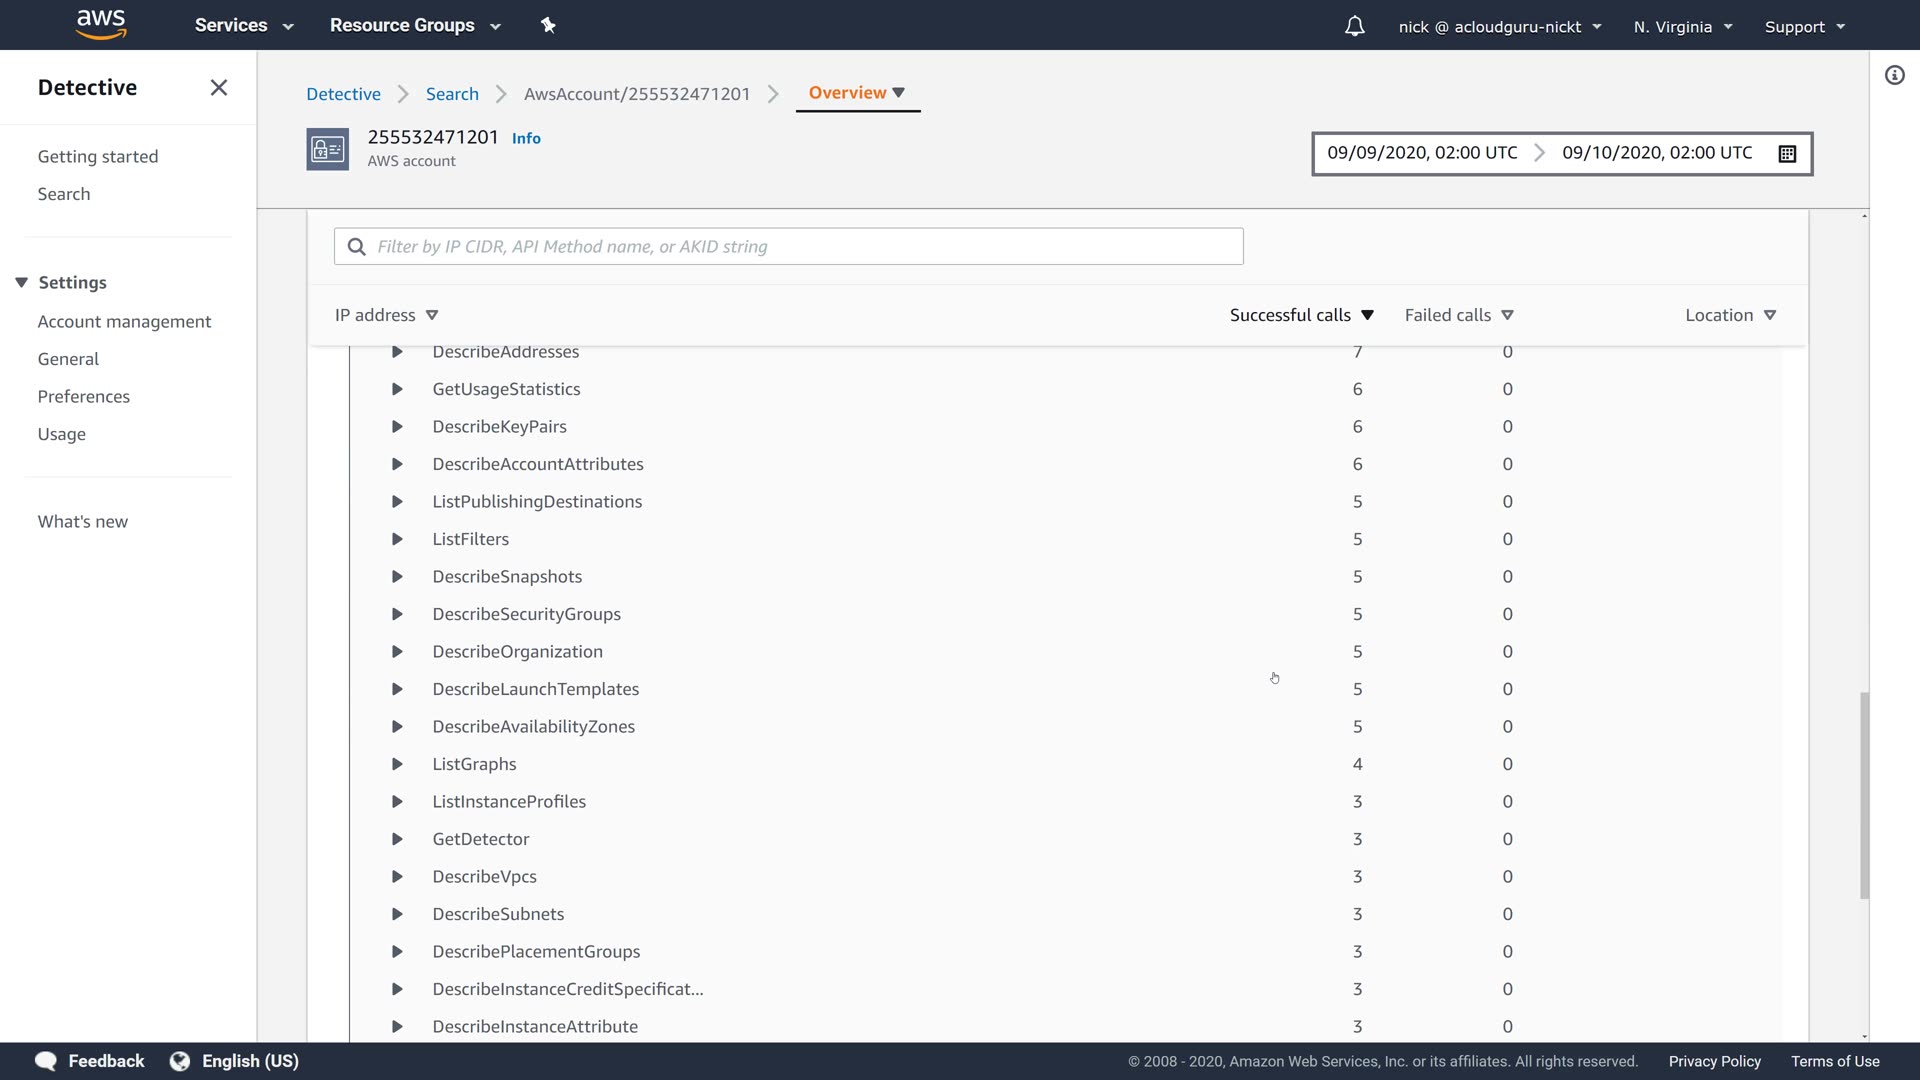 aws
Services
Resource Groups
nick @ acloudguru-nickt
N. Virginia
Support
Detective
Getting started
Search
Settings
Account management
General
Preferences
Usage
What's new
Detective
Search
AwsAccount/255532471201
Overview
255532471201 Info
AWS account
09/09/2020, 02:00 UTC
09/10/2020, 02:00 UTC
Filter by IP CIDR, API Method name, or AKID string
IP address Successful calls Failed calls Location
DescribeAddresses 7 0
GetUsageStatistics 6 0
DescribeKeyPairs 6 0
DescribeAccountAttributes 6 0
ListPublishingDestinations 5 0
ListFilters 5 0
DescribeSnapshots 5 0
DescribeSecurityGroups 5 0
DescribeOrganization 5 0
DescribeLaunchTemplates 5 0
DescribeAvailabilityZones 5 0
ListGraphs 4 0
ListInstanceProfiles 3 0
GetDetector 3 0
DescribeVpcs 3 0
DescribeSubnets 3 0
DescribePlacementGroups 3 0
DescribeInstanceCreditSpecificat... 3 0
DescribeInstanceAttribute 3 0
Feedback
English (US)
© 2008 - 2020, Amazon Web Services, Inc. or its affiliates. All rights reserved.
Privacy Policy
Terms of Use